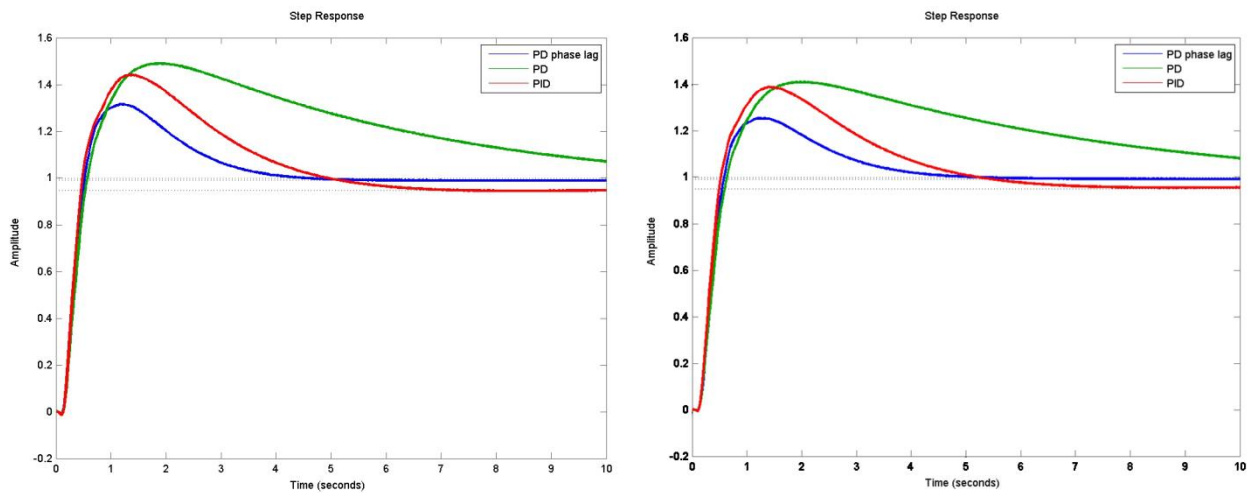 Step Response
1.6
1.4
1.2
1
0.8
0.6
0.4
0.2
0
-0.2
Amplitude
PD phase lag
PD
PID
0 1 2 3 4 5 6 7 8 9 10
Time (seconds)
Step Response
1.6
1.4
1.2
1
0.8
0.6
0.4
0.2
0
-0.2
Amplitude
PD phase lag
PD
PID
0 1 2 3 4 5 6 7 8 9 10
Time (seconds)